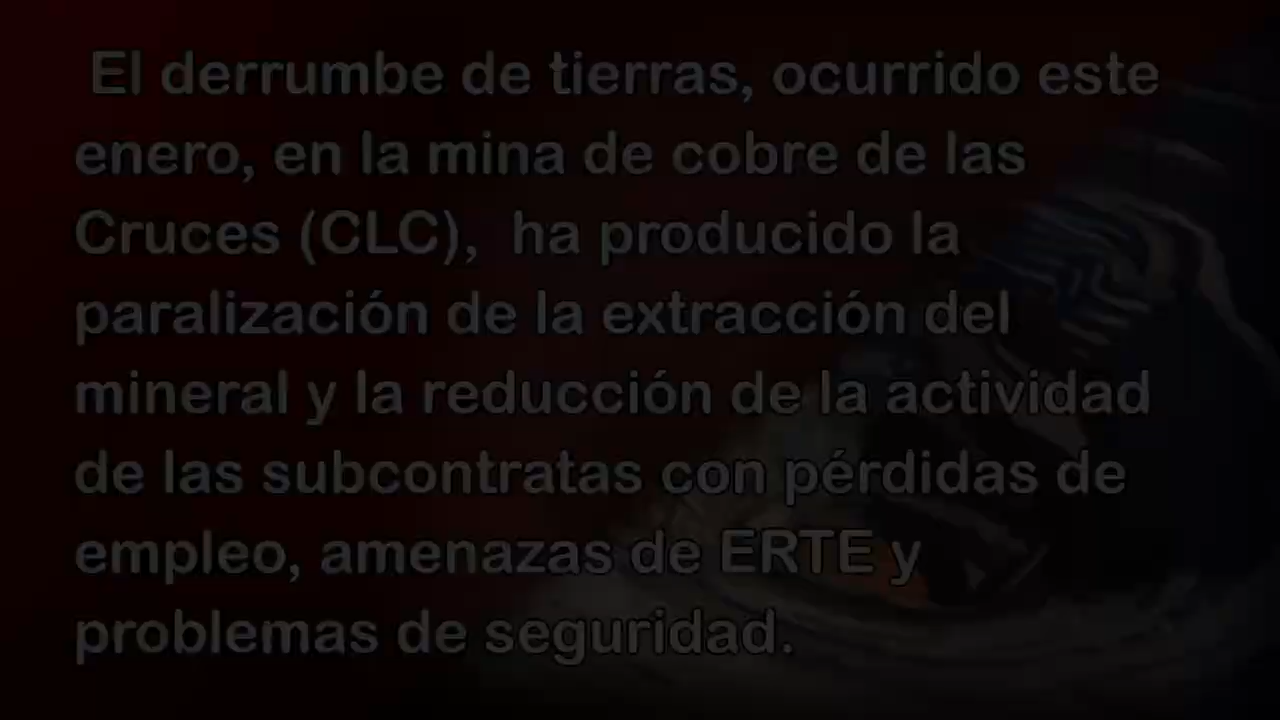 El derrumbe de tierras, ocurrido este
enero, en la mina de cobre de las
Cruces (CLC), ha producido la
paralización de la extracción del
mineral y la reducción de la actividad
de las subcontratas con pérdidas de
empleo, amenazas de ERTE y
problemas de seguridad.